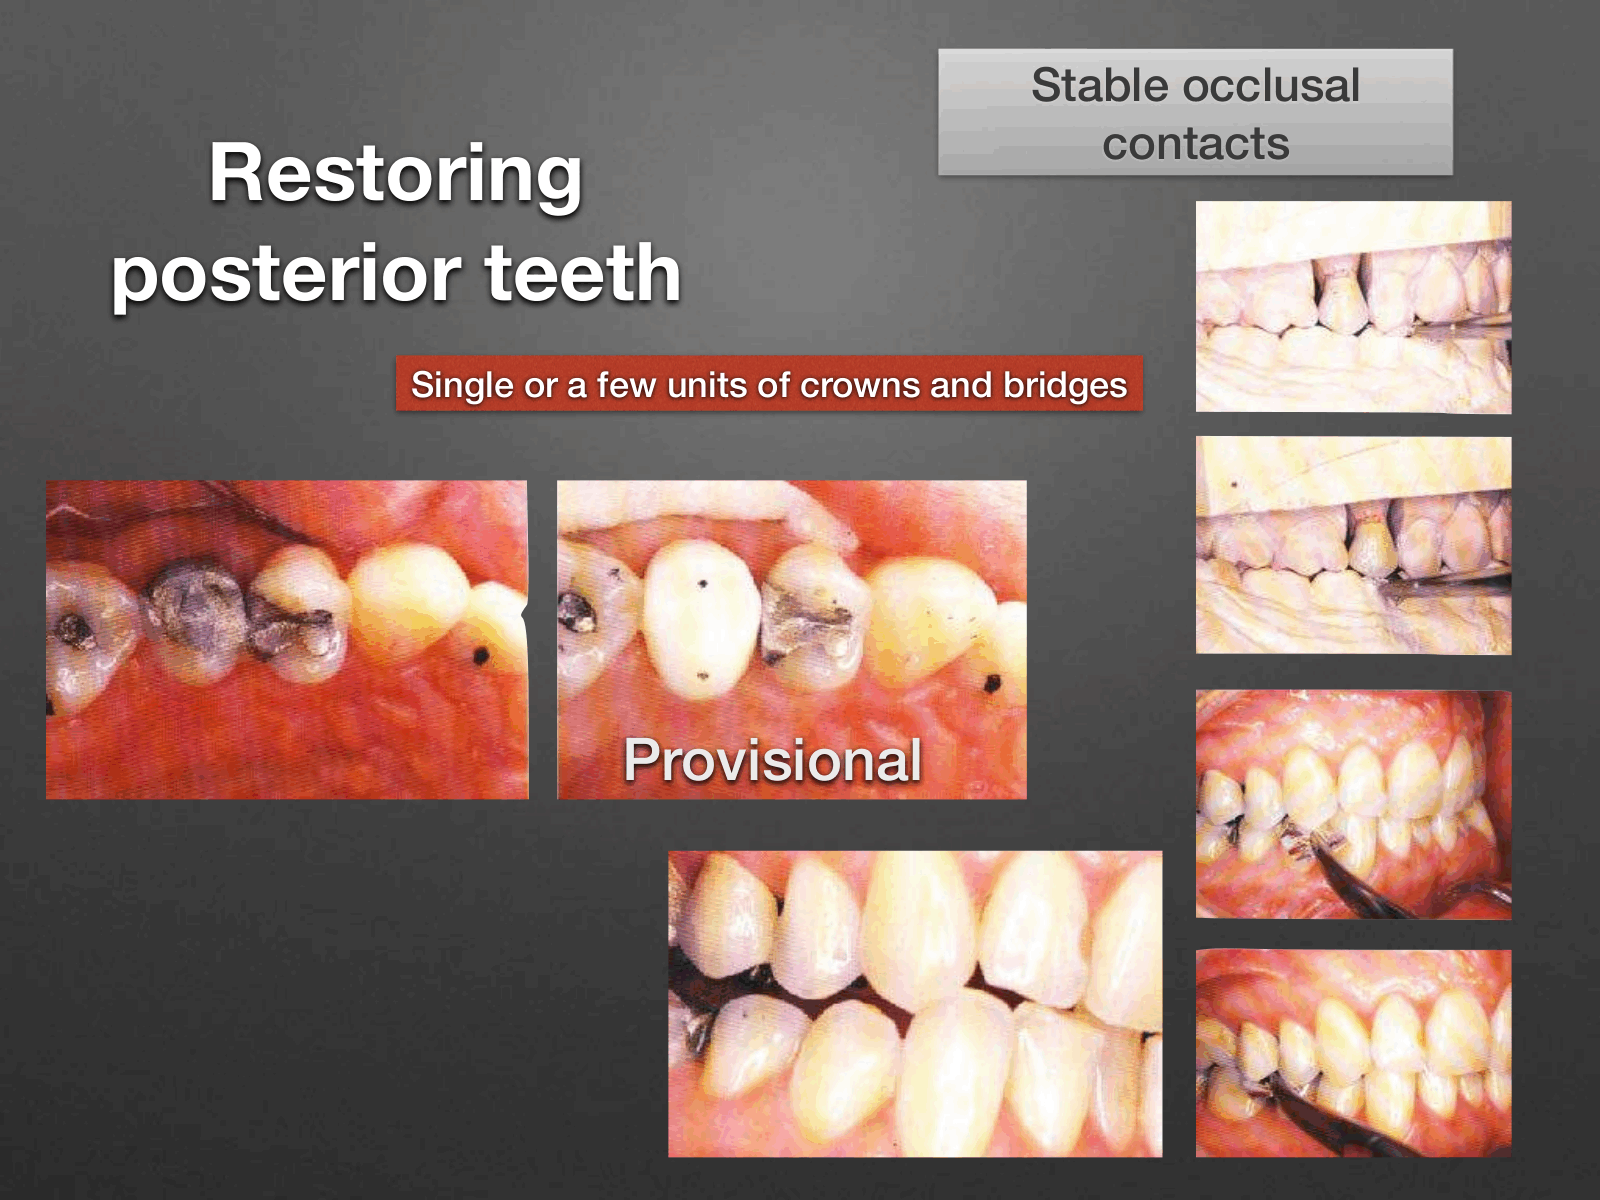 Stable occlusal
contacts
Restoring
posterior teeth
Single or a few units of crowns and bridges
Provisional